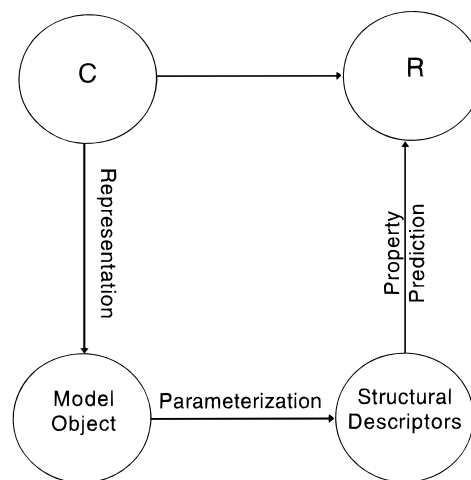 C
R
Representation
Property
Prediction
Model
Object
Parameterization
Structural
Descriptors